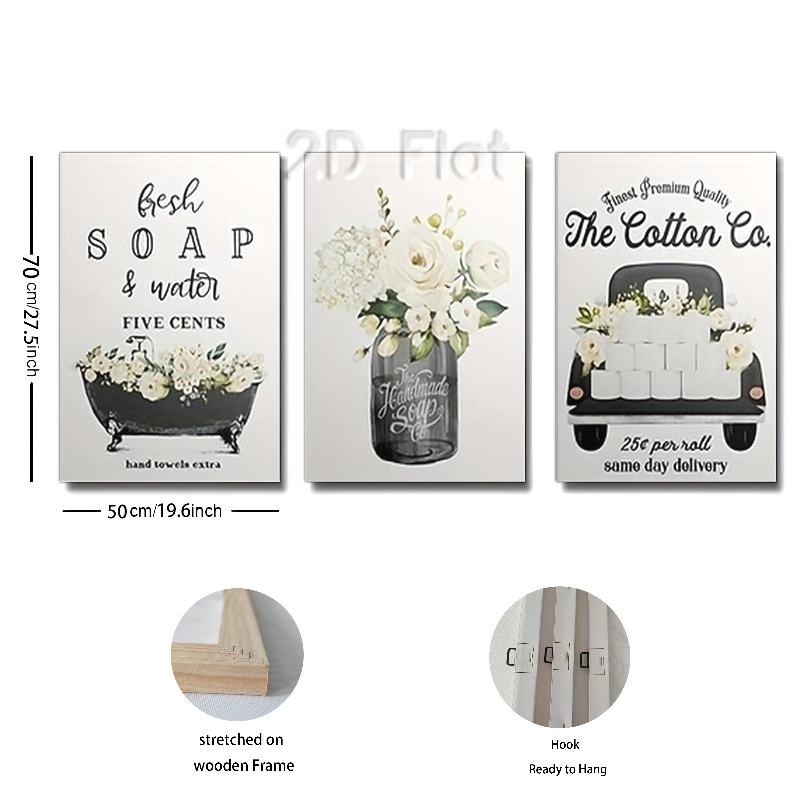 2D Flat
fresh
SOAP
& water
FIVE CENTS
hand towels extra
The
Handmade
Soap
Co
Finest Premium Quality
The Cotton Co.
25¢ per roll
same day delivery
70cm/27.5inch
50cm/19.6inch
stretched on
wooden Frame
Hook
Ready to Hang